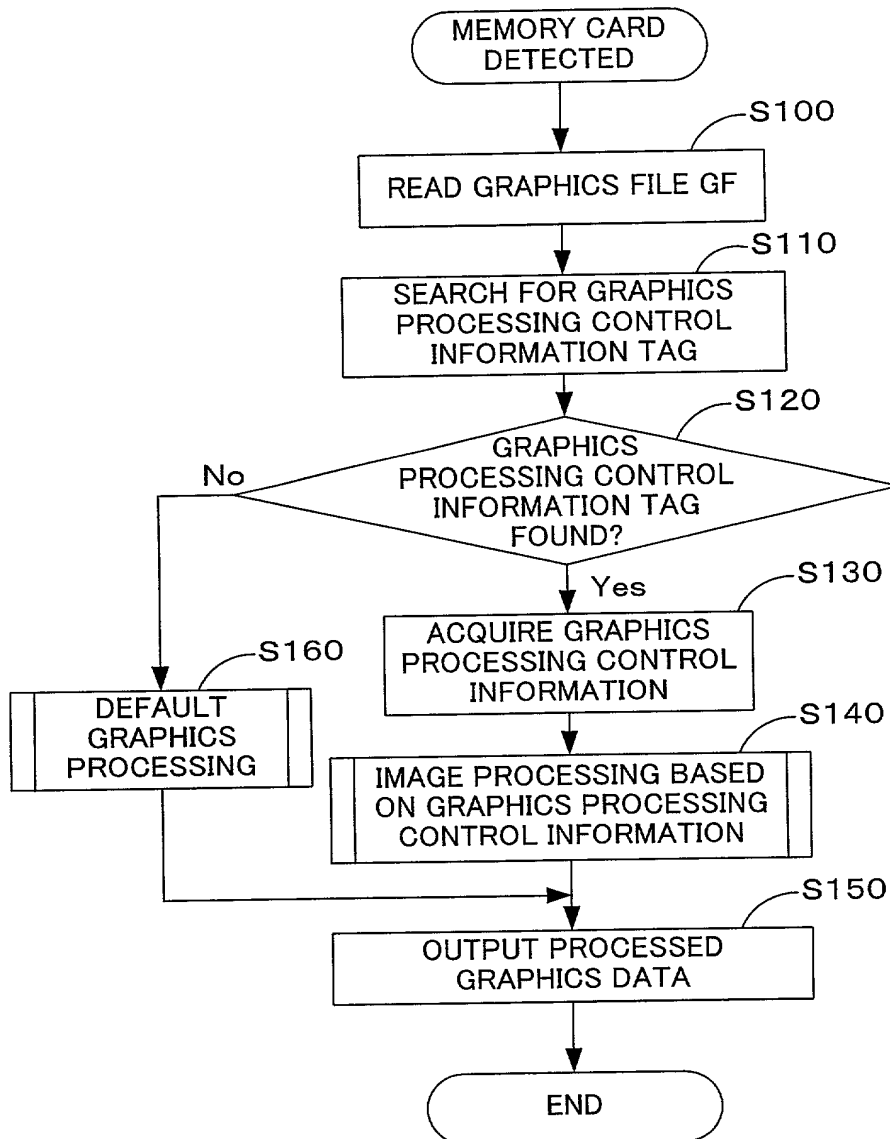 MEMORY CARD
DETECTED
S100
READ GRAPHICS FILE GF
S110
SEARCH FOR GRAPHICS
PROCESSING CONTROL
INFORMATION TAG
S120
GRAPHICS
PROCESSING CONTROL
INFORMATION TAG
FOUND?
No
Yes
S130
ACQUIRE GRAPHICS
PROCESSING CONTROL
INFORMATION
S160
DEFAULT
GRAPHICS
PROCESSING
S140
IMAGE PROCESSING BASED
ON GRAPHICS PROCESSING
CONTROL INFORMATION
S150
OUTPUT PROCESSED
GRAPHICS DATA
END